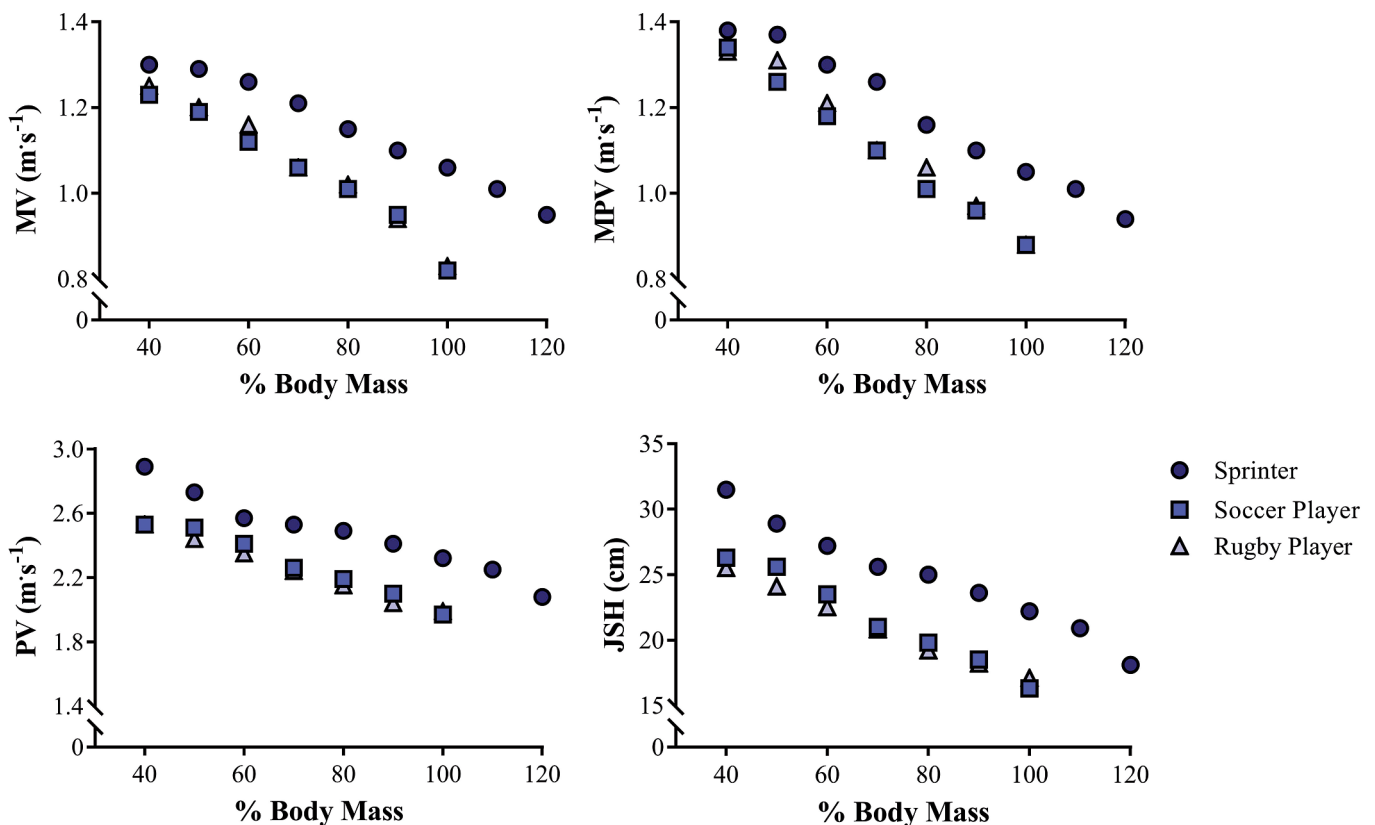 MV (m·s⁻¹)
1.4
1.2
1.0
0.8
0
40 60 80 100 120
% Body Mass
MPV (m·s⁻¹)
1.4
1.2
1.0
0.8
0
40 60 80 100 120
% Body Mass
PV (m·s⁻¹)
3.0
2.6
2.2
1.8
1.4
0
40 60 80 100 120
% Body Mass
JSH (cm)
35
30
25
20
15
0
40 60 80 100 120
% Body Mass
Sprinter
Soccer Player
Rugby Player